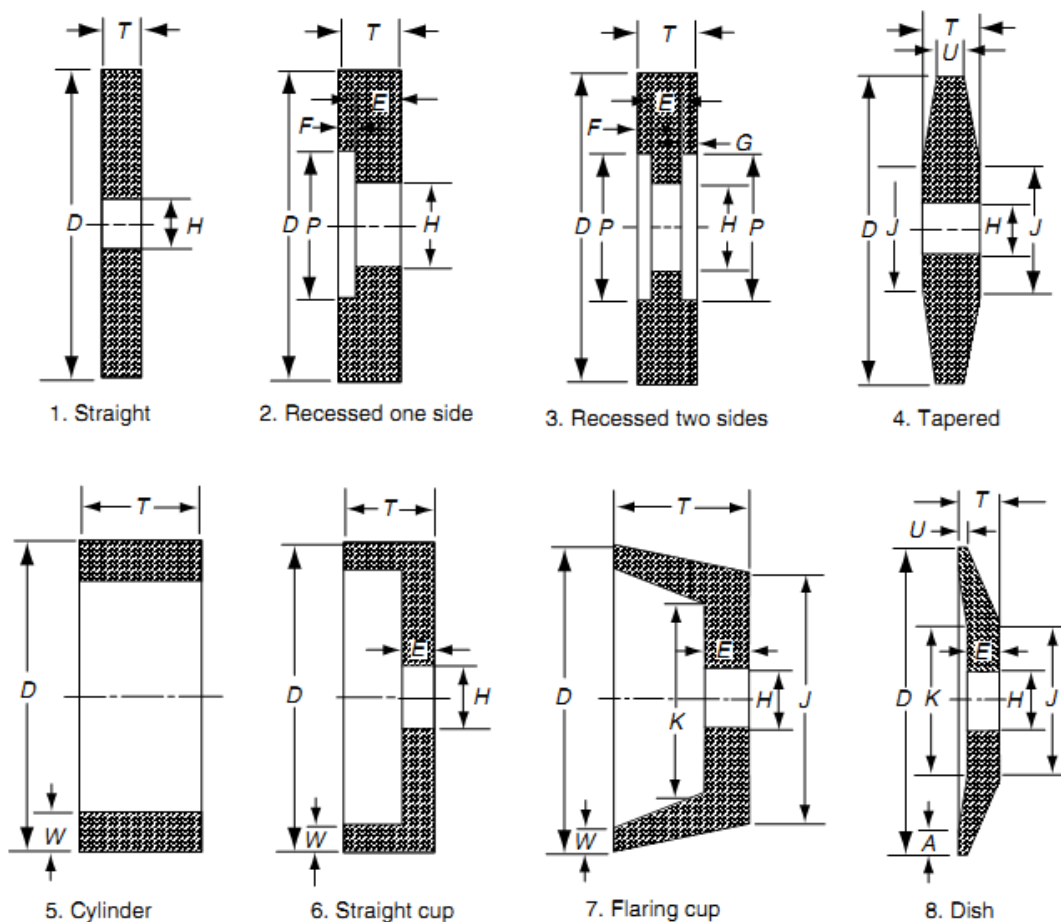 T
D
H
1. Straight
T
E
F
D
P
H
2. Recessed one side
T
E
F
G
D
P
H
P
3. Recessed two sides
T
U
D
J
H
J
4. Tapered
T
D
W
5. Cylinder
T
E
D
H
W
6. Straight cup
T
E
D
K
H
J
W
7. Flaring cup
T
U
E
D
K
H
J
A
8. Dish